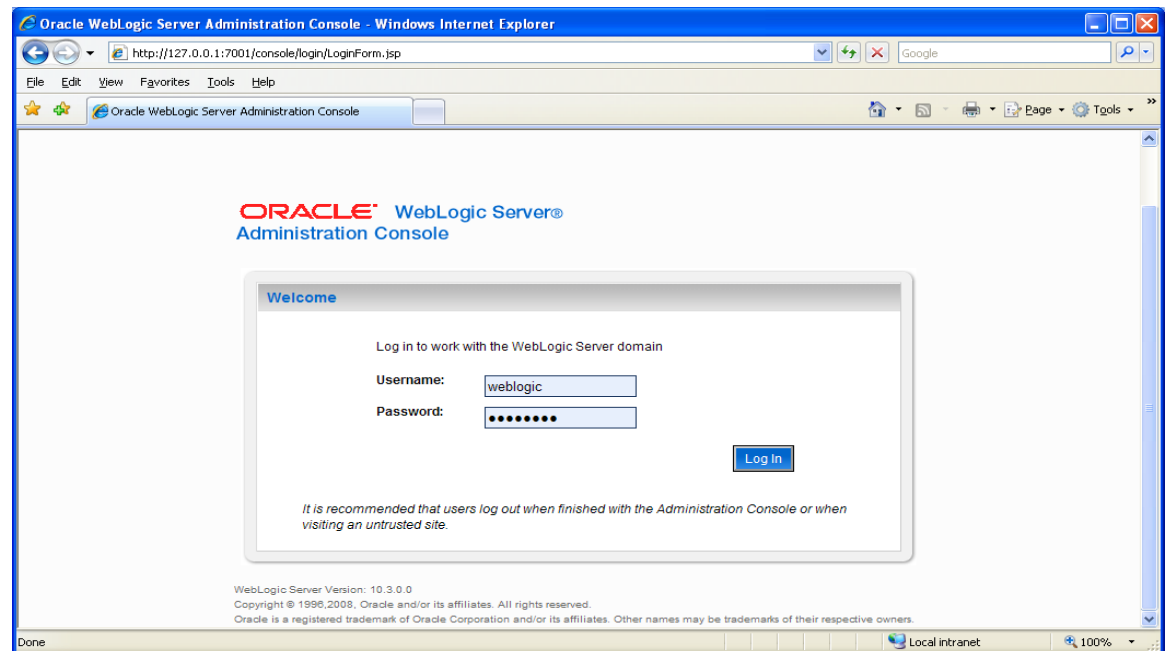 Oracle WebLogic Server Administration Console - Windows Internet Explorer
http://127.0.0.1:7001/console/login/LoginForm.jsp
Google
File Edit View Favorites Tools Help
Oracle WebLogic Server Administration Console
Page Tools »
ORACLE® WebLogic Server®
Administration Console
Welcome
Log in to work with the WebLogic Server domain
Username: weblogic
Password: ●●●●●●●●
Log In
It is recommended that users log out when finished with the Administration Console or when
visiting an untrusted site.
WebLogic Server Version: 10.3.0.0
Copyright © 1996,2008, Oracle and/or its affiliates. All rights reserved.
Oracle is a registered trademark of Oracle Corporation and/or its affiliates. Other names may be trademarks of their respective owners.
Done Local intranet 100%